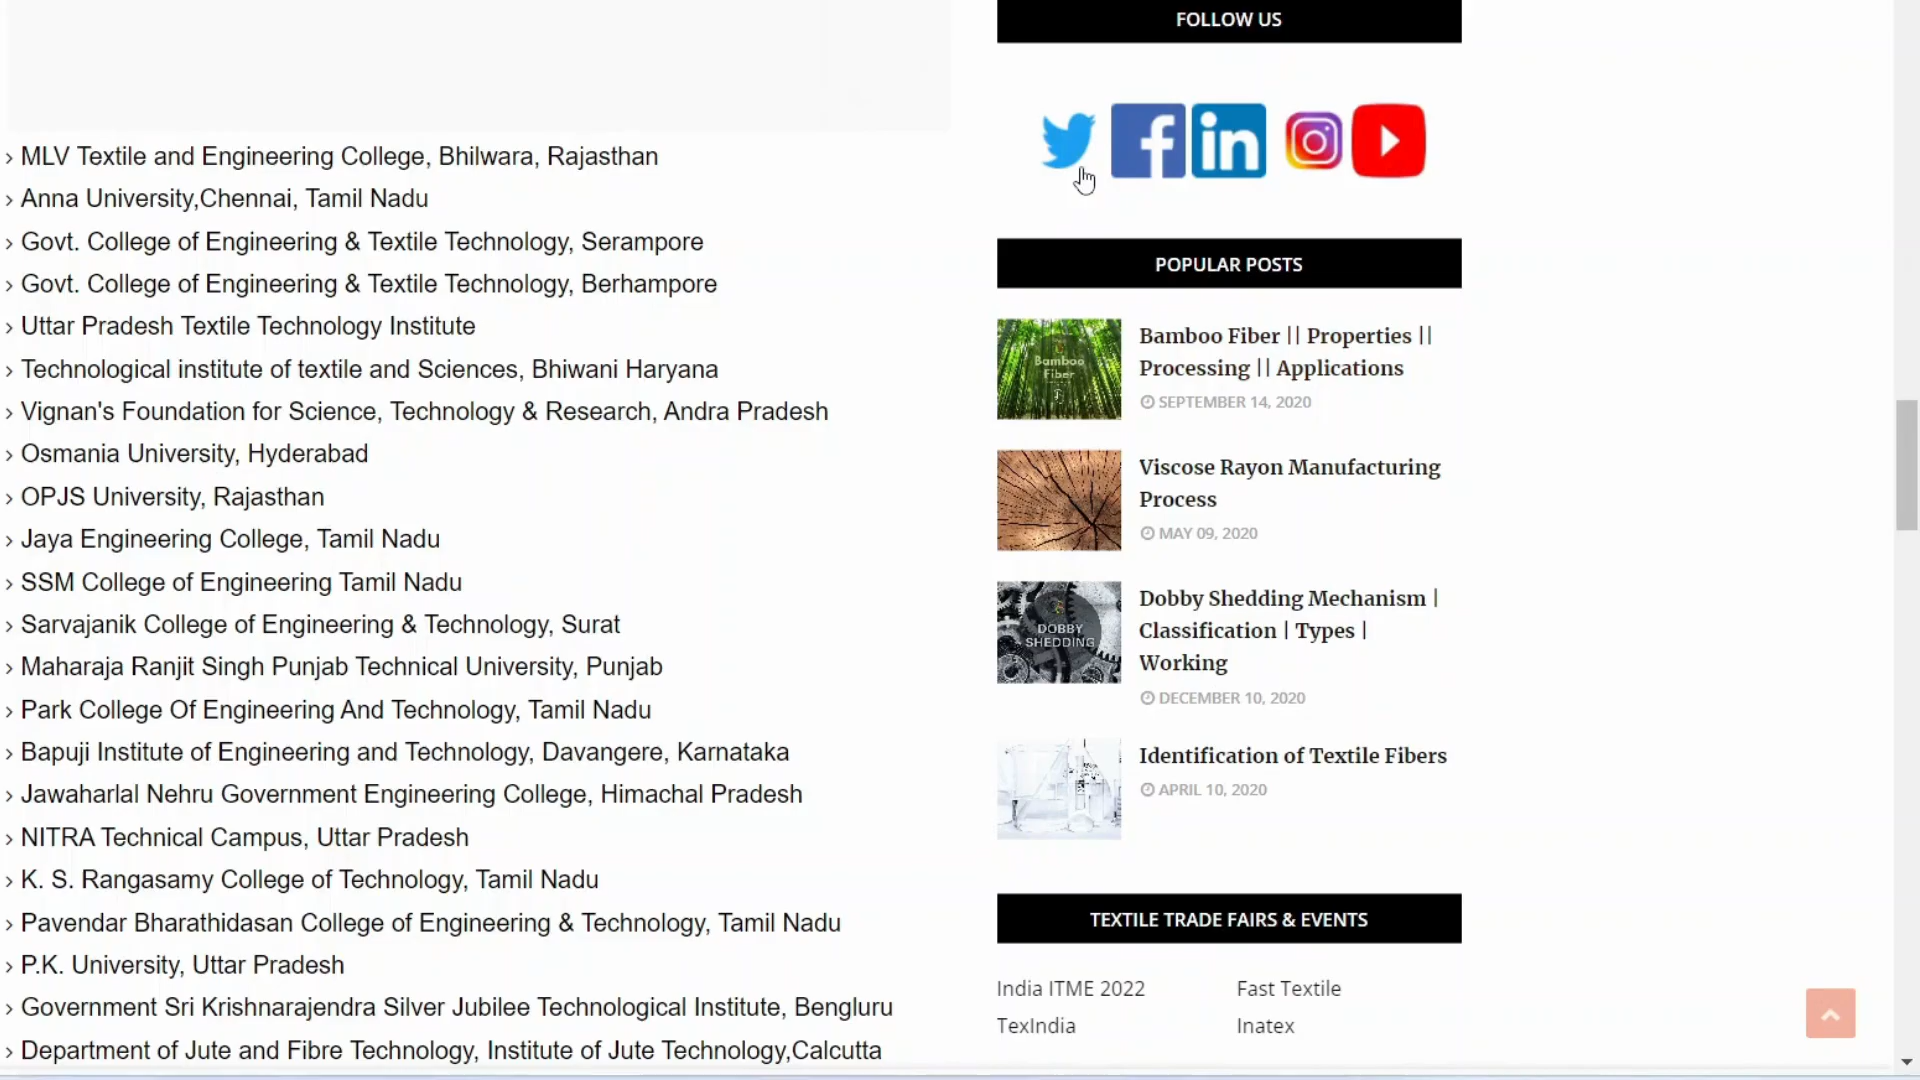 › MLV Textile and Engineering College, Bhilwara, Rajasthan
› Anna University,Chennai, Tamil Nadu
› Govt. College of Engineering & Textile Technology, Serampore
› Govt. College of Engineering & Textile Technology, Berhampore
› Uttar Pradesh Textile Technology Institute
› Technological institute of textile and Sciences, Bhiwani Haryana
› Vignan's Foundation for Science, Technology & Research, Andra Pradesh
› Osmania University, Hyderabad
› OPJS University, Rajasthan
› Jaya Engineering College, Tamil Nadu
› SSM College of Engineering Tamil Nadu
› Sarvajanik College of Engineering & Technology, Surat
› Maharaja Ranjit Singh Punjab Technical University, Punjab
› Park College Of Engineering And Technology, Tamil Nadu
› Bapuji Institute of Engineering and Technology, Davangere, Karnataka
› Jawaharlal Nehru Government Engineering College, Himachal Pradesh
› NITRA Technical Campus, Uttar Pradesh
› K. S. Rangasamy College of Technology, Tamil Nadu
› Pavendar Bharathidasan College of Engineering & Technology, Tamil Nadu
› P.K. University, Uttar Pradesh
› Government Sri Krishnarajendra Silver Jubilee Technological Institute, Bengluru
› Department of Jute and Fibre Technology, Institute of Jute Technology,Calcutta
FOLLOW US
f in
POPULAR POSTS
Bamboo
Fiber
Bamboo Fiber || Properties ||
Processing || Applications
SEPTEMBER 14, 2020
Viscose Rayon Manufacturing
Process
MAY 09, 2020
DOBBY
SHEDDING
Dobby Shedding Mechanism |
Classification | Types |
Working
DECEMBER 10, 2020
Identification of Textile Fibers
APRIL 10, 2020
TEXTILE TRADE FAIRS & EVENTS
India ITME 2022 Fast Textile
TexIndia Inatex